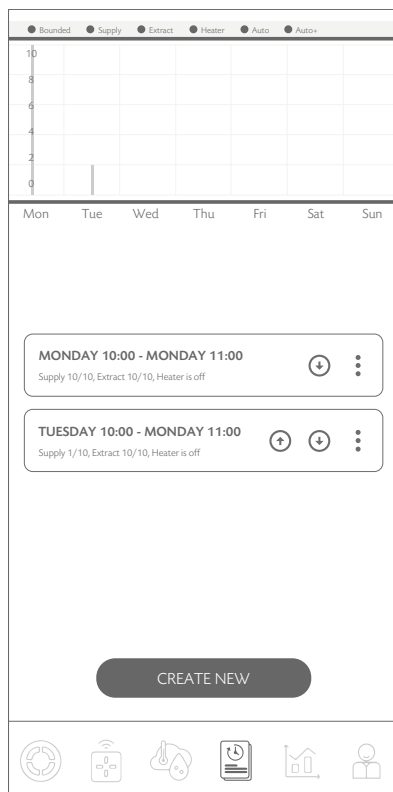 Bounded Supply Extract Heater Auto Auto+
10
8
6
4
2
0
Mon Tue Wed Thu Fri Sat Sun
MONDAY 10:00 - MONDAY 11:00
Supply 10/10, Extract 10/10, Heater is off
TUESDAY 10:00 - MONDAY 11:00
Supply 1/10, Extract 10/10, Heater is off
CREATE NEW